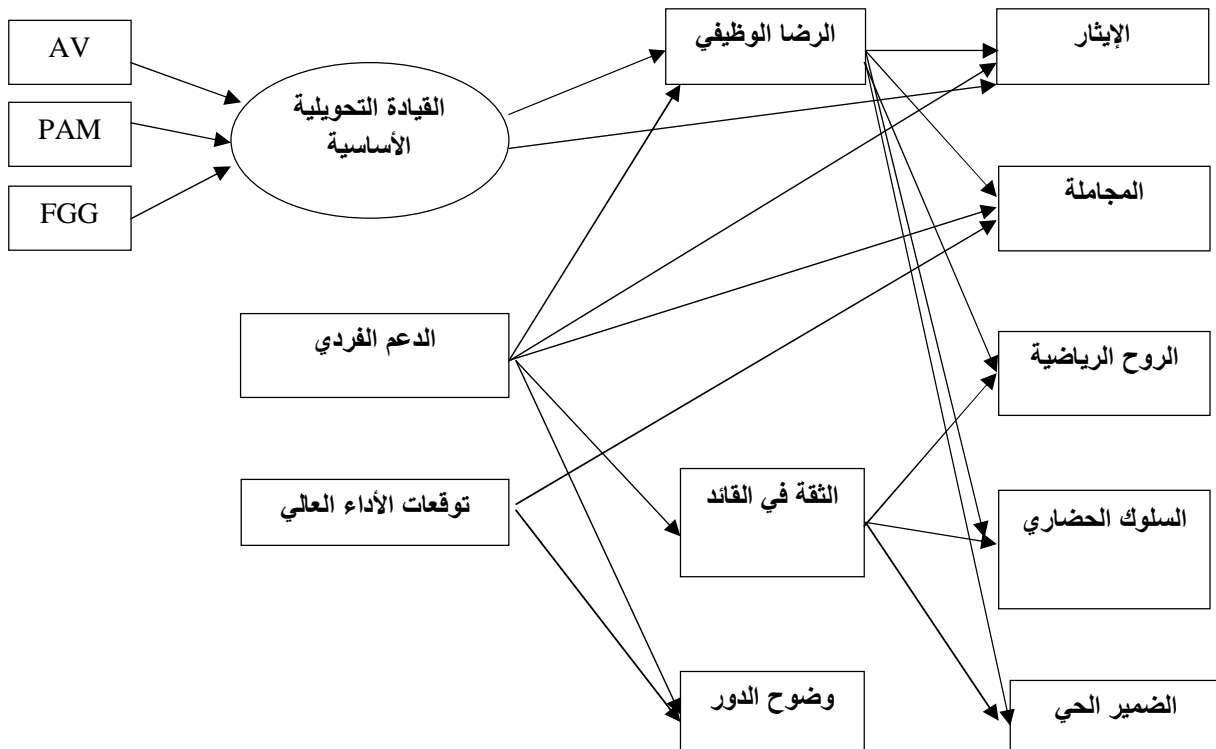 AV
PAM
FGG
القيادة التحويلية
الأساسية
الرضا الوظيفي
الإيثار
المجاملة
الدعم الفردي
الروح الرياضية
توقعات الأداء العالي
الثقة في القائد
السلوك الحضاري
وضوح الدور
الضمير الحي